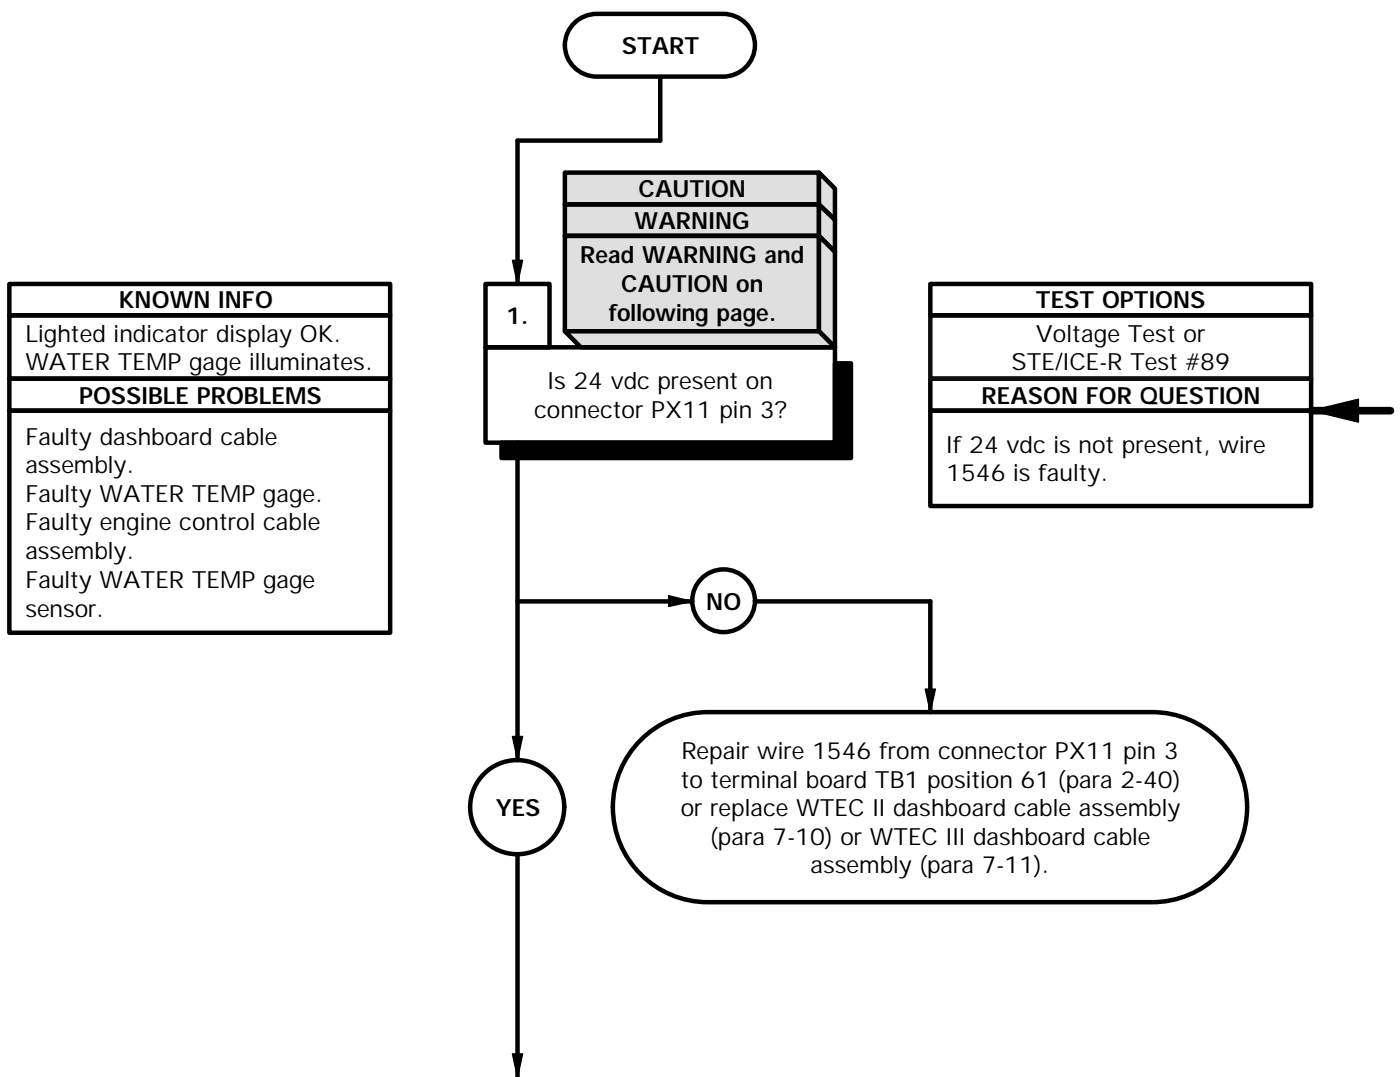 START
CAUTION
WARNING
Read WARNING and
CAUTION on
following page.
1.
Is 24 vdc present on
connector PX11 pin 3?
KNOWN INFO
Lighted indicator display OK.
WATER TEMP gage illuminates.
POSSIBLE PROBLEMS
Faulty dashboard cable
assembly.
Faulty WATER TEMP gage.
Faulty engine control cable
assembly.
Faulty WATER TEMP gage
sensor.
TEST OPTIONS
Voltage Test or
STE/ICE-R Test #89
REASON FOR QUESTION
If 24 vdc is not present, wire
1546 is faulty.
NO
Repair wire 1546 from connector PX11 pin 3
to terminal board TB1 position 61 (para 2-40)
or replace WTEC II dashboard cable assembly
(para 7-10) or WTEC III dashboard cable
assembly (para 7-11).
YES